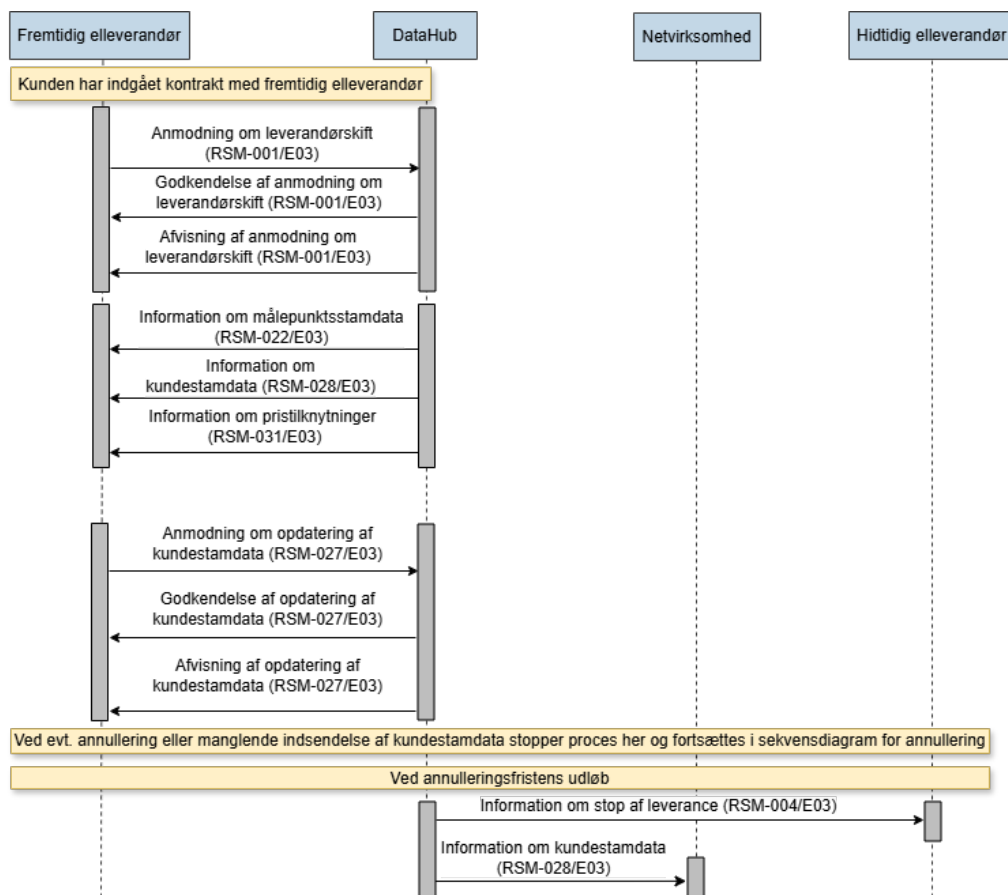 Fremtidig elleverandør
DataHub
Netvirksomhed
Hidtidig elleverandør
Kunden har indgået kontrakt med fremtidig elleverandør
Anmodning om leverandørskift
(RSM-001/E03)
Godkendelse af anmodning om
leverandørskift (RSM-001/E03)
Afvisning af anmodning om
leverandørskift (RSM-001/E03)
Information om målepunktsstamdata
(RSM-022/E03)
Information om
kundestamdata (RSM-028/E03)
Information om pristilknytninger
(RSM-031/E03)
Anmodning om opdatering af
kundestamdata (RSM-027/E03)
Godkendelse af opdatering af
kundestamdata (RSM-027/E03)
Afvisning af opdatering af
kundestamdata (RSM-027/E03)
Ved evt. annullering eller manglende indsendelse af kundestamdata stopper proces her og fortsættes i sekvensdiagram for annullering
Ved annulleringsfristens udløb
Information om stop af leverance (RSM-004/E03)
Information om kundestamdata
(RSM-028/E03)